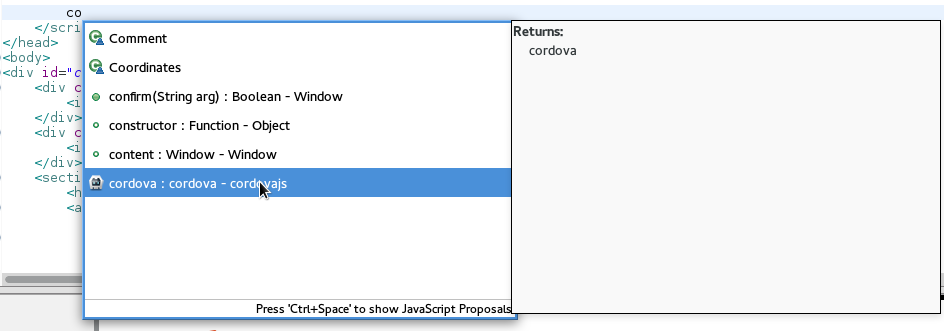 co
</scri
</head>
<body>
<div id="c
<div c
<i
</div>
<div c
<i
</div>
<secti
<h
<a
Comment
Coordinates
confirm(String arg) : Boolean - Window
constructor : Function - Object
content : Window - Window
cordova : cordova - cordovajs
Press 'Ctrl+Space' to show JavaScript Proposals
Returns:
cordova